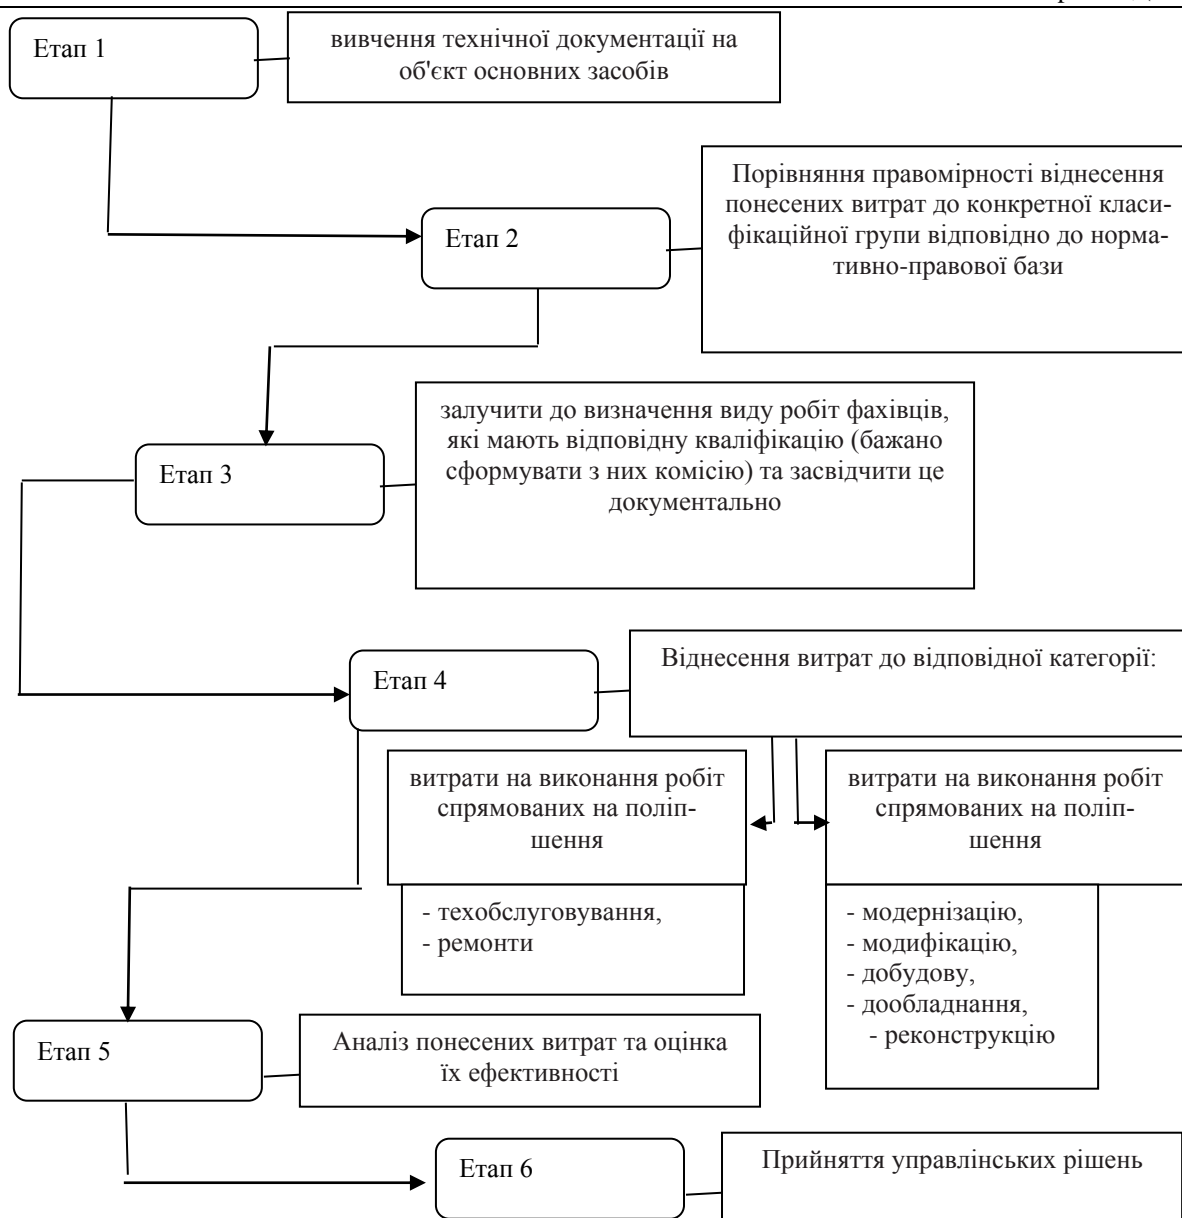 Етап 1
вивчення технічної документації на
об'єкт основних засобів
Порівняння правомірності віднесення
понесених витрат до конкретної класи-
фікаційної групи відповідно до норма-
тивно-правової бази
Етап 2
залучити до визначення виду робіт фахівців,
які мають відповідну кваліфікацію (бажано
сформувати з них комісію) та засвідчити це
документально
Етап 3
Віднесення витрат до відповідної категорії:
Етап 4
витрати на виконання робіт
спрямованих на поліп-
шення
- техобслуговування,
- ремонти
витрати на виконання робіт
спрямованих на поліп-
шення
- модернізацію,
- модифікацію,
- добудову,
- дообладнання,
- реконструкцію
Етап 5
Аналіз понесених витрат та оцінка
їх ефективності
Етап 6
Прийняття управлінських рішень